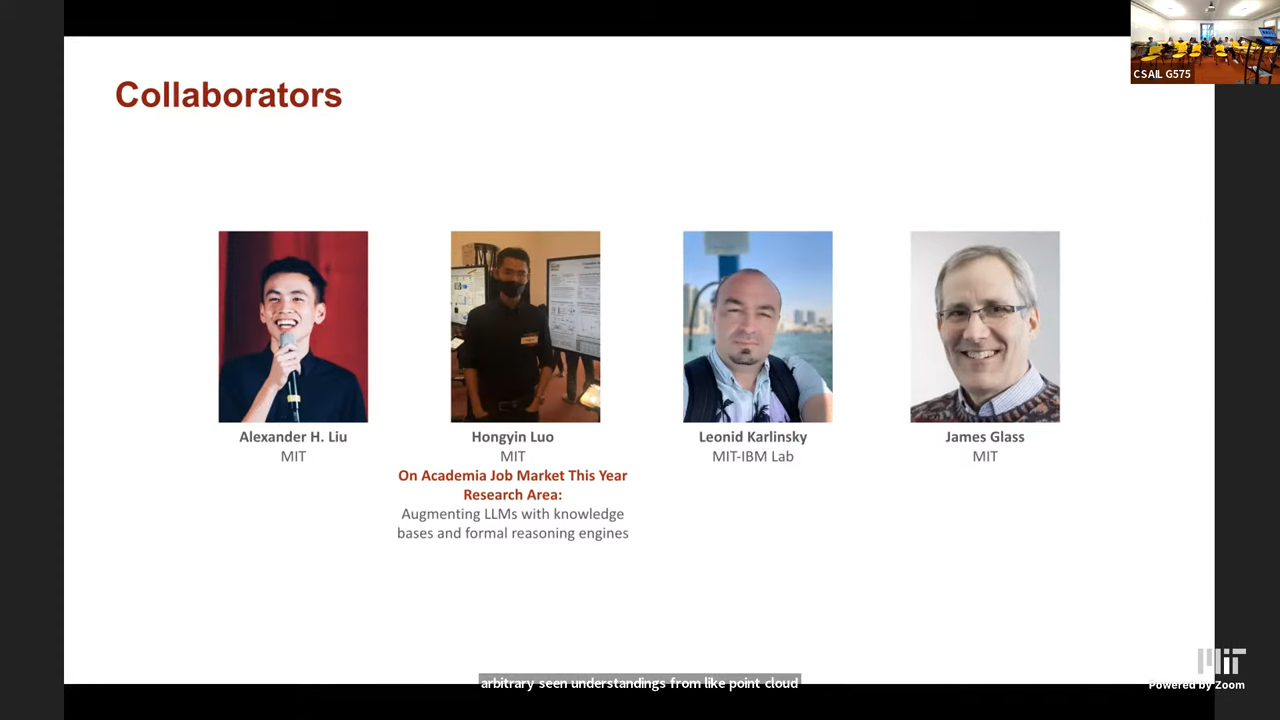 CSAIL G575
Collaborators
Alexander H. Liu
MIT
Hongyin Luo
MIT
On Academia Job Market This Year
Research Area:
Augmenting LLMs with knowledge
bases and formal reasoning engines
Leonid Karlinsky
MIT-IBM Lab
James Glass
MIT
arbitrary seen understandings from like point cloud
MIT
Powered by Zoom